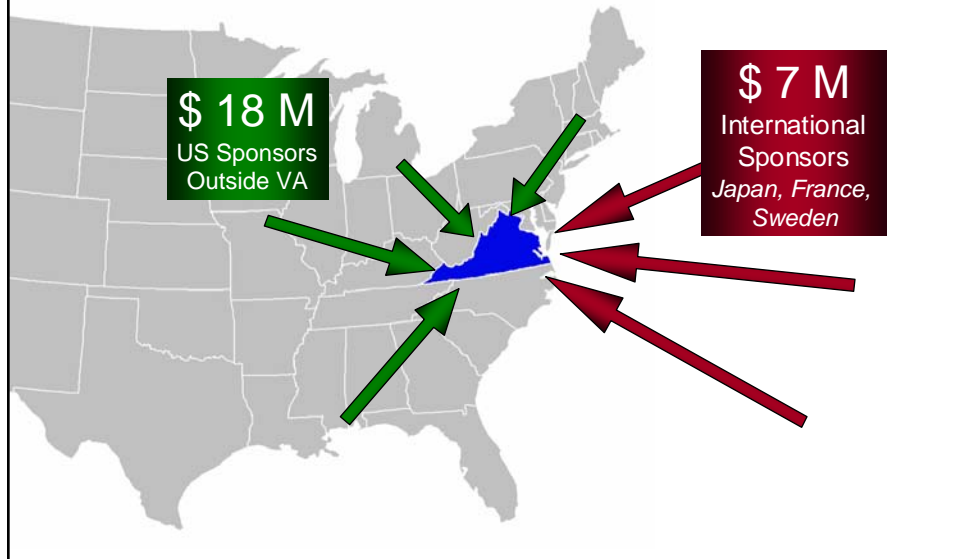 $ 18 M
US Sponsors
Outside VA
$ 7 M
International
Sponsors
Japan, France,
Sweden